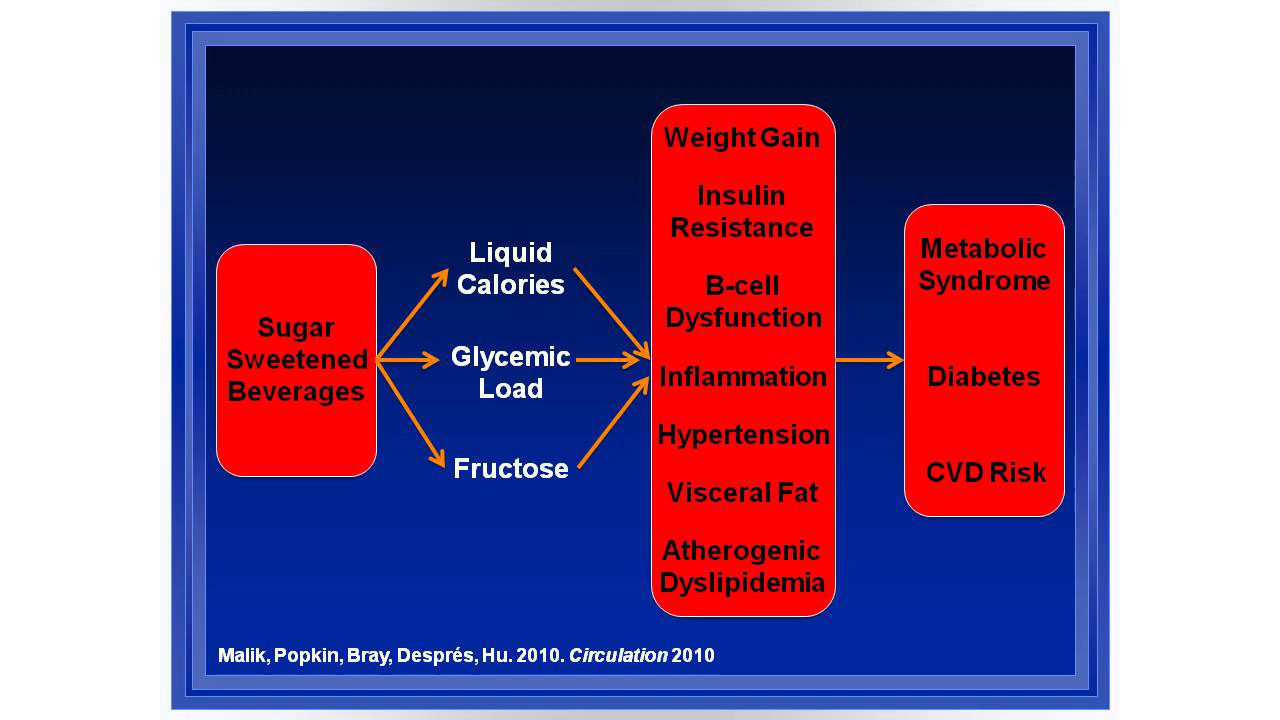 Sugar
Sweetened
Beverages
Liquid
Calories
Glycemic
Load
Fructose
Weight Gain
Insulin
Resistance
B-cell
Dysfunction
Inflammation
Hypertension
Visceral Fat
Atherogenic
Dyslipidemia
Metabolic
Syndrome
Diabetes
CVD Risk
Malik, Popkin, Bray, Després, Hu. 2010. Circulation 2010